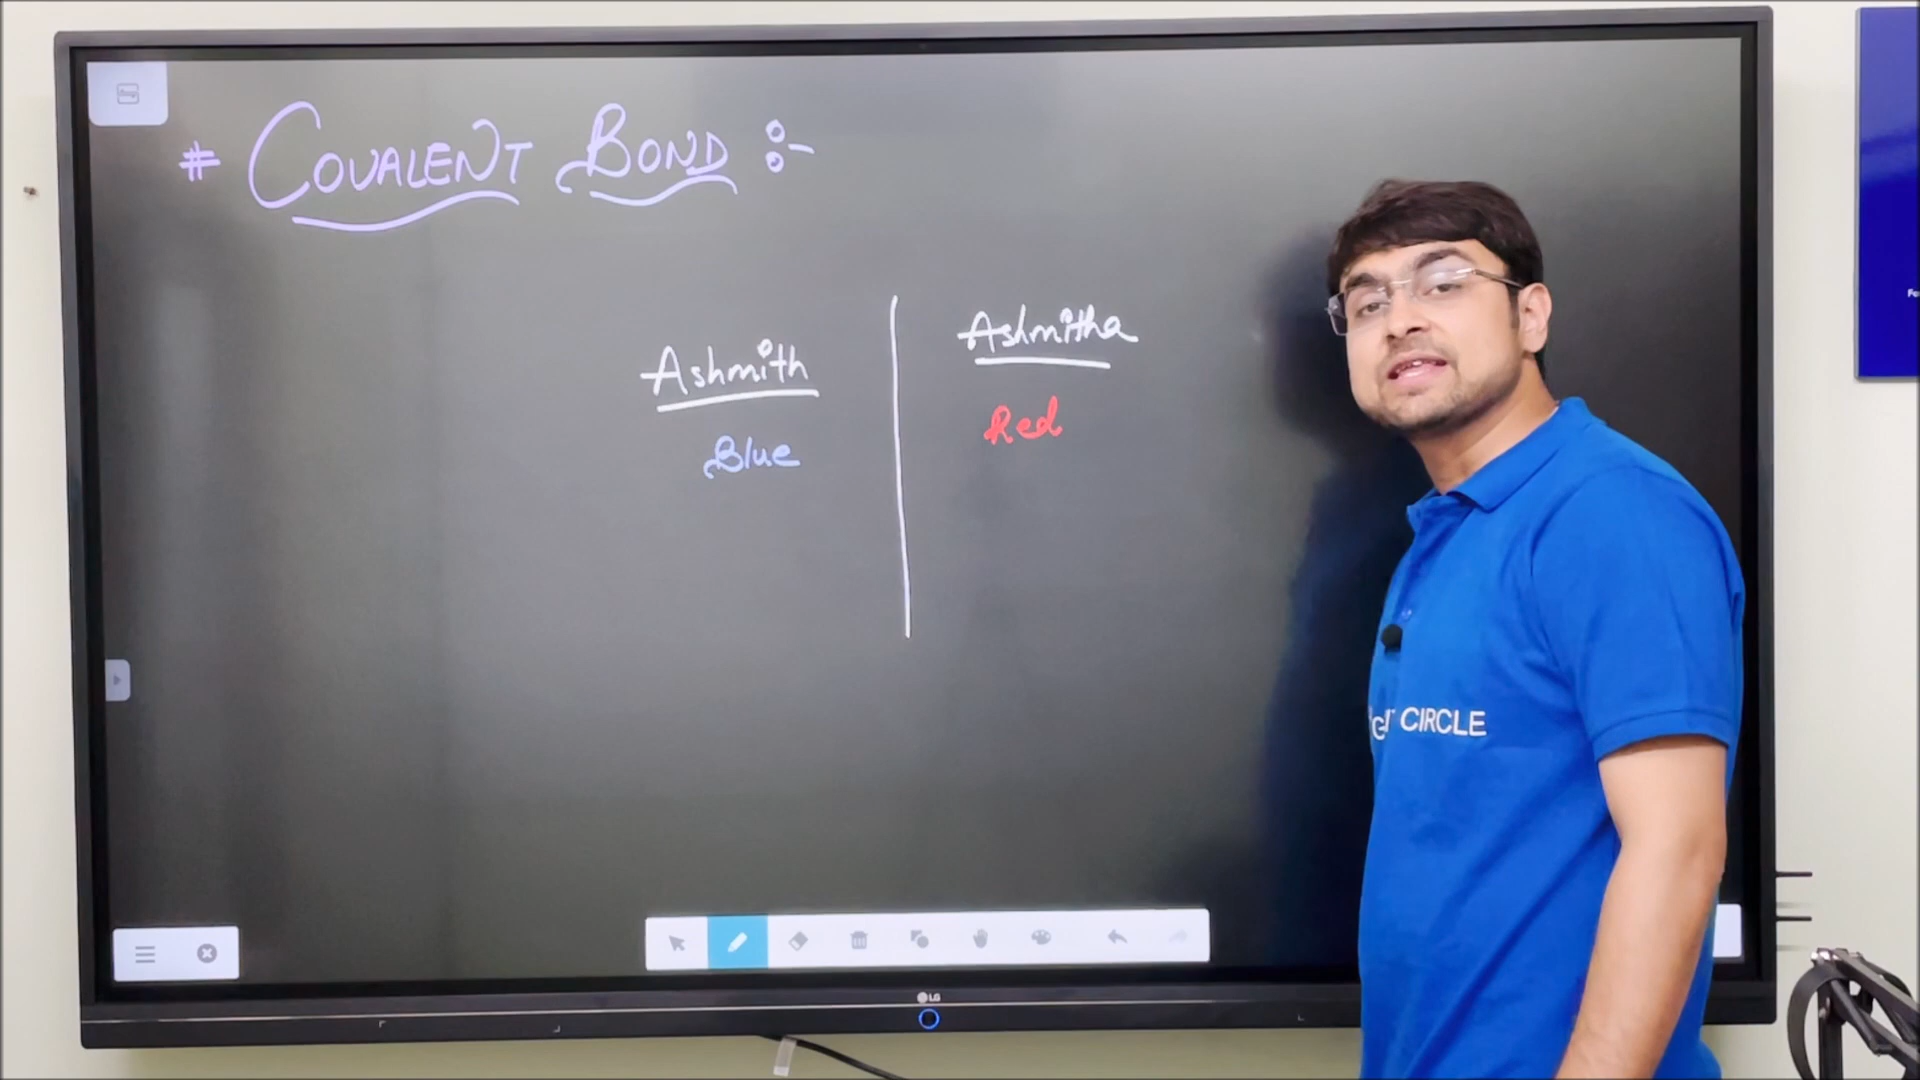 # COVALENT BOND :-
Ashmith
Ashmitha
Blue
Red
CIRCLE
LG